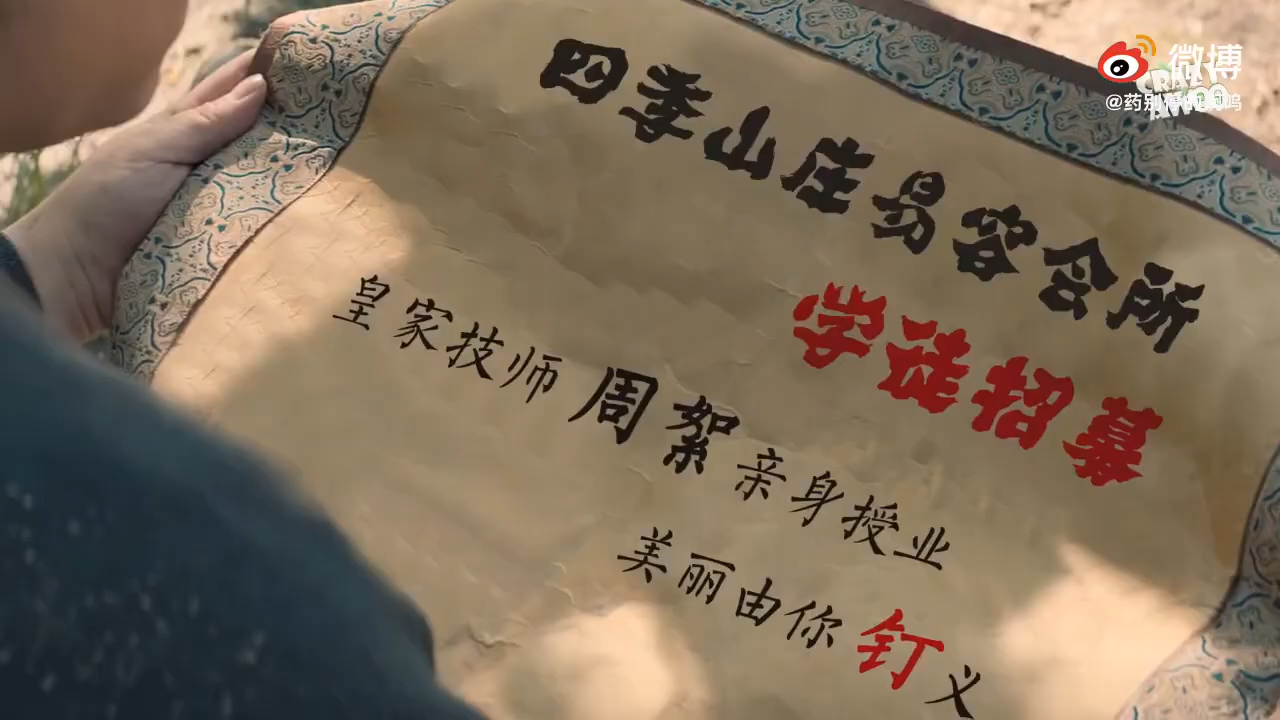 四季山庄易容会所
学徒招募
皇家技师周絮亲身授业
美丽由你钉义
微博